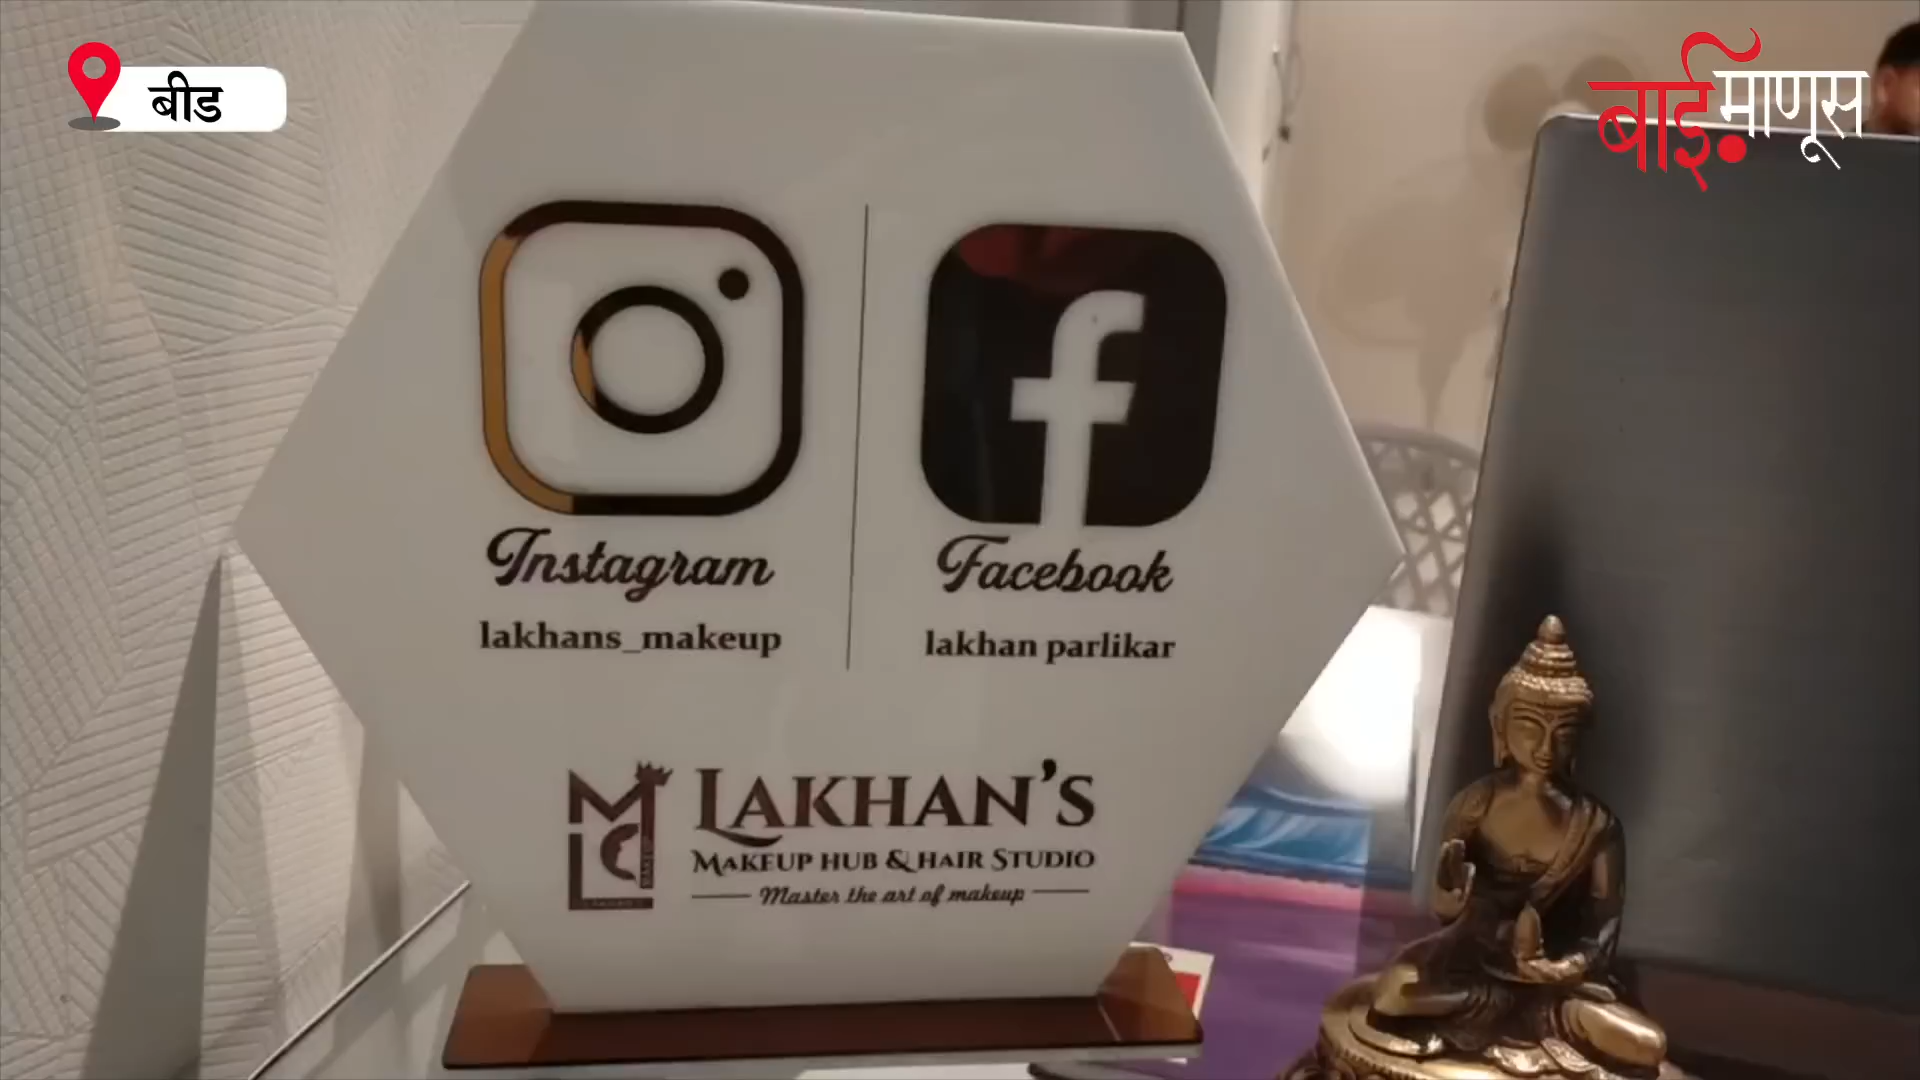 बीड
बाईमाणूस
Instagram
lakhans_makeup
Facebook
lakhan parlikar
LAKHAN'S
MAKEUP HUB & HAIR STUDIO
Master the art of makeup